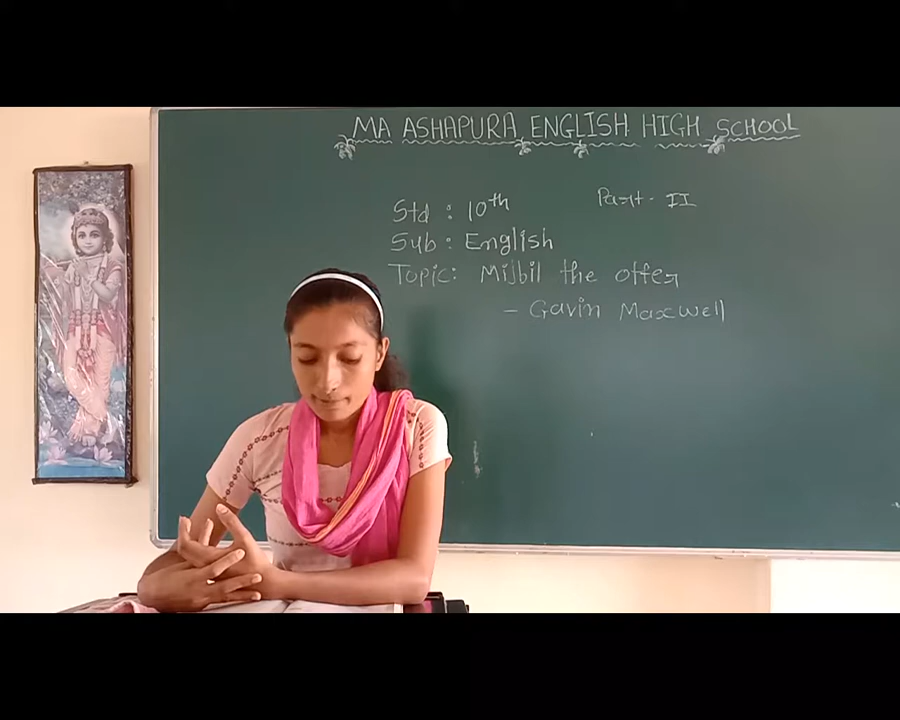 MA ASHAPURA ENGLISH HIGH SCHOOL
Std : 10th Part - II
Sub : English
Topic : Mijbil the otter
- Gavin Maxwell